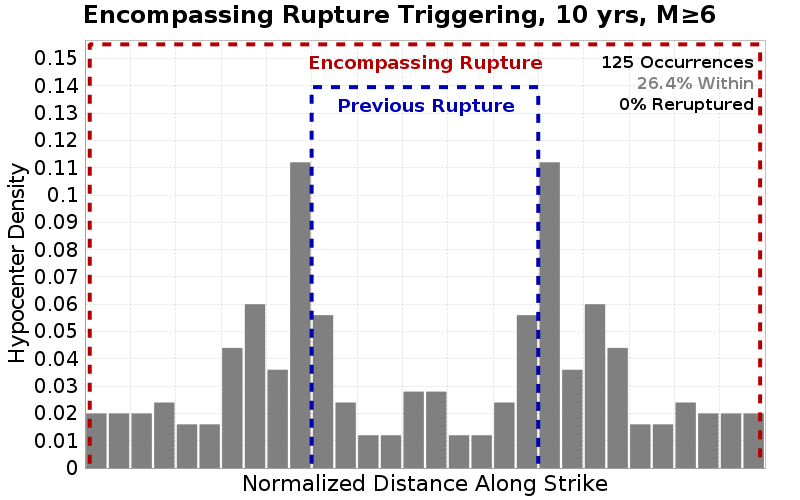 Encompassing Rupture Triggering, 10 yrs, M≥6
Encompassing Rupture
125 Occurrences
26.4% Within
0% Reruptured
Previous Rupture
Hypocenter Density
0.15
0.14
0.13
0.12
0.11
0.1
0.09
0.08
0.07
0.06
0.05
0.04
0.03
0.02
0.01
0
Normalized Distance Along Strike